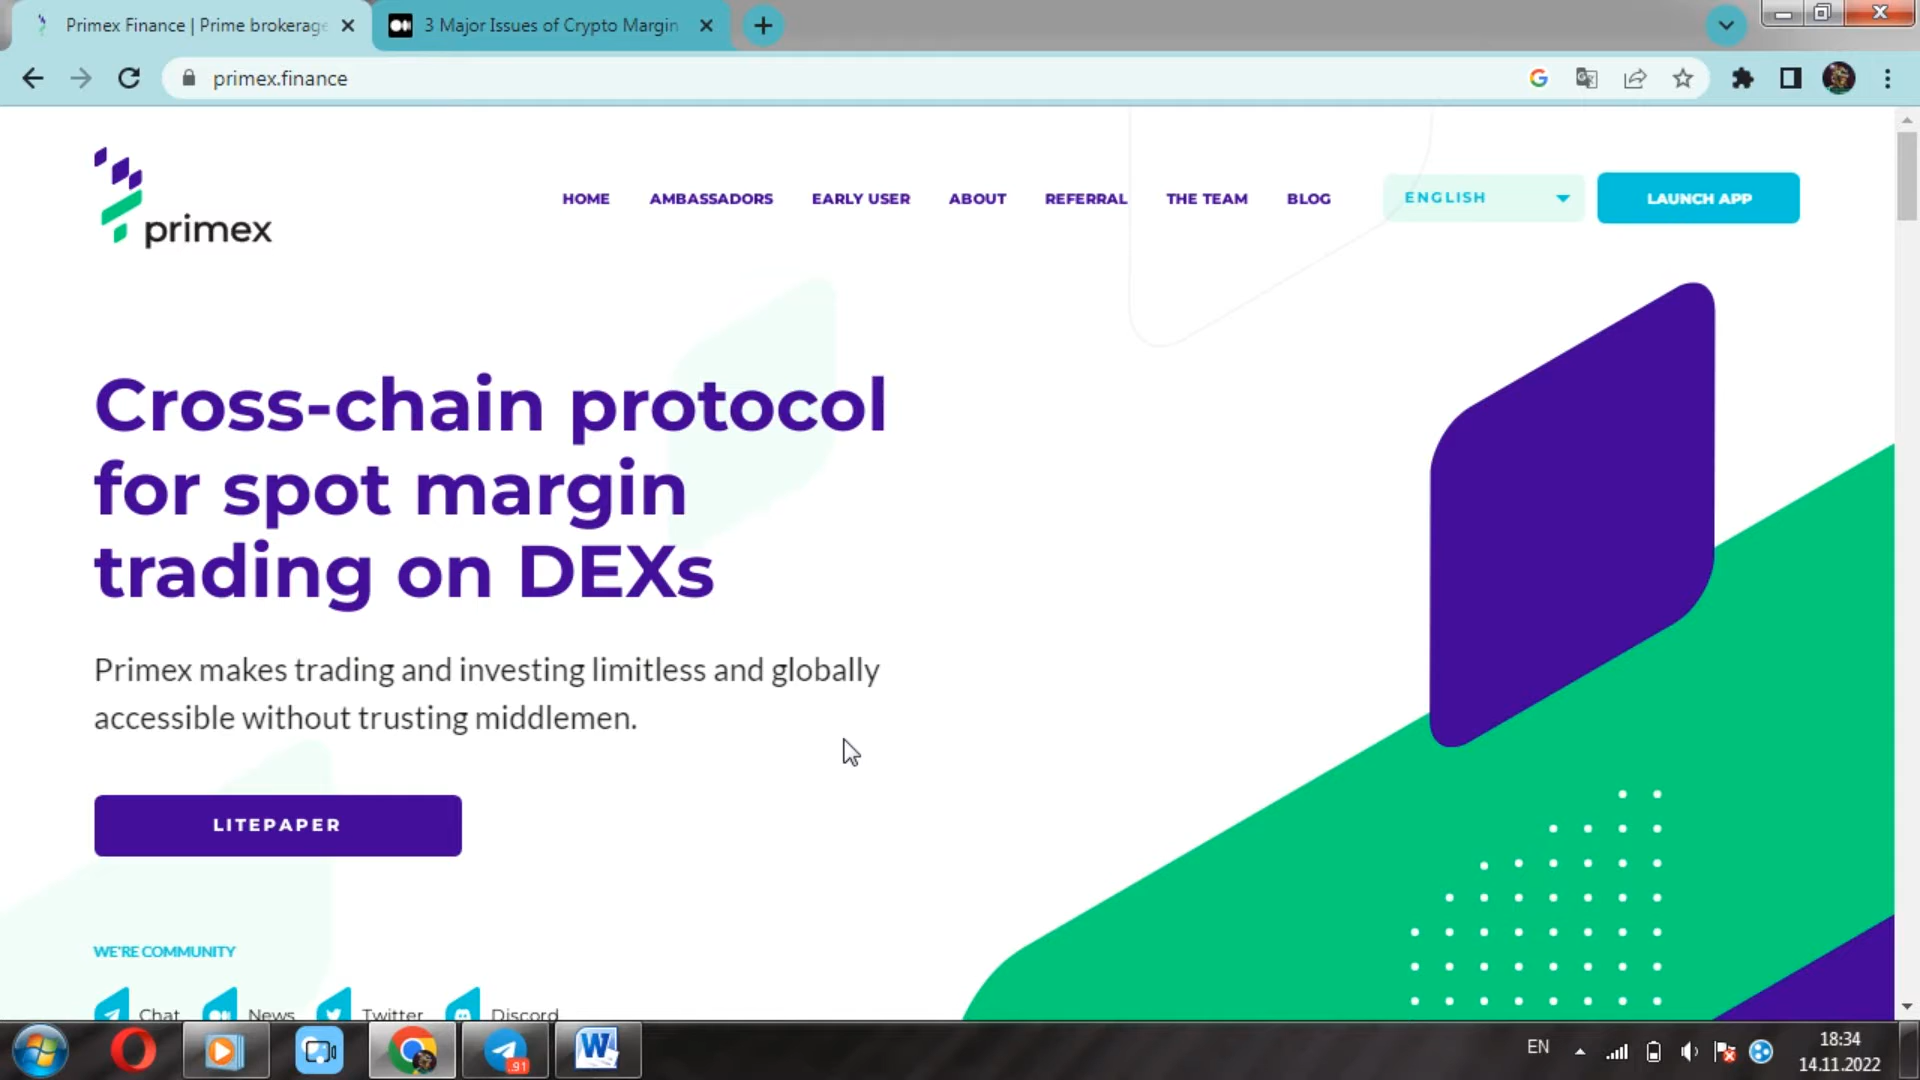 Primex Finance | Prime brokerage
3 Major Issues of Crypto Margin
primex.finance
primex
HOME
AMBASSADORS
EARLY USER
ABOUT
REFERRAL
THE TEAM
BLOG
ENGLISH
LAUNCH APP
Cross-chain protocol
for spot margin
trading on DEXs
Primex makes trading and investing limitless and globally
accessible without trusting middlemen.
LITEPAPER
WE'RE COMMUNITY
Chat
News
Twitter
Discord
91
W
EN
18:34
14.11.2022